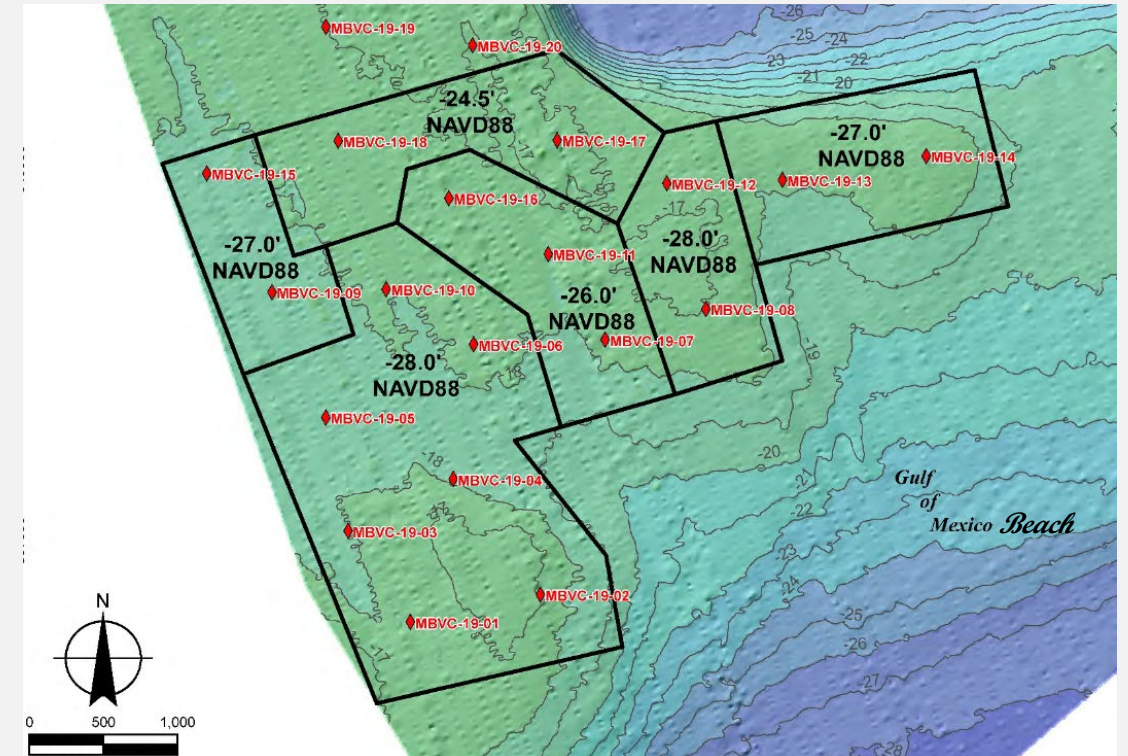 -26
MBVC-19-19
-25
-24
MBVC-19-20
-23
-22
-21
-20
-24.5'
NAVD88
-27.0'
NAVD88
MBVC-19-18
-17
MBVC-19-17
MBVC-19-14
MBVC-19-15
MBVC-19-12
MBVC-19-13
MBVC-19-16
-17
-27.0'
NAVD88
-28.0'
NAVD88
MBVC-19-11
MBVC-19-09
MBVC-19-10
-26.0'
NAVD88
MBVC-19-08
MBVC-19-07
MBVC-19-06
-19
-28.0'
NAVD88
-18
MBVC-19-05
-20
-18
MBVC-19-04
-21
Gulf
of
Mexico Beach
-22
MBVC-19-03
-23
-24
MBVC-19-02
MBVC-19-01
-25
-26
-17
-27
-28
N
0 500 1,000